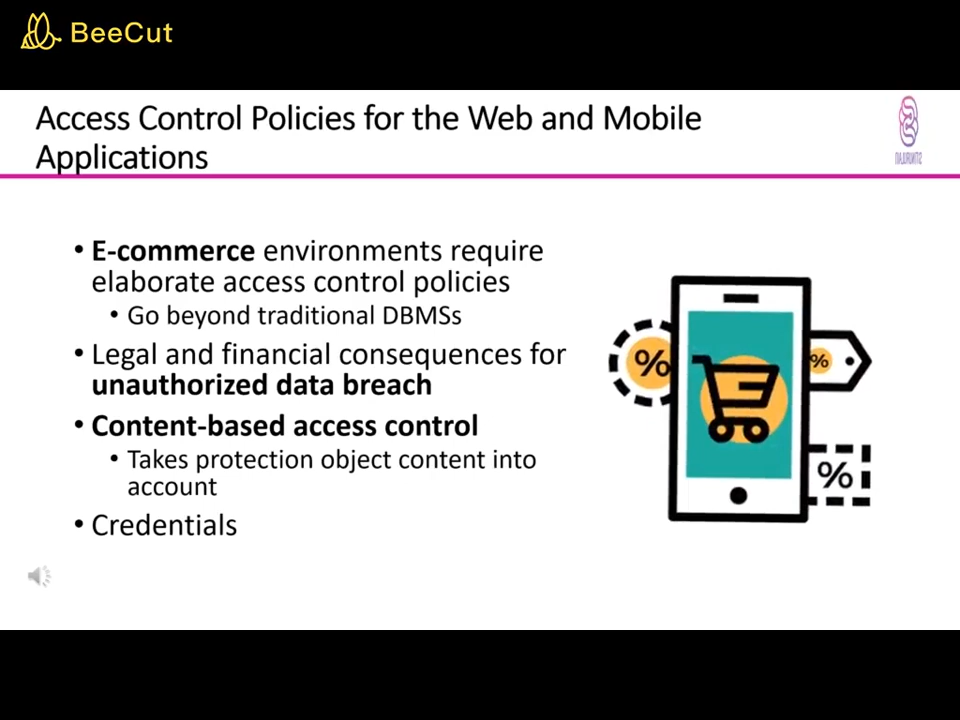 BeeCut
Access Control Policies for the Web and Mobile
Applications
• E-commerce environments require
elaborate access control policies
• Go beyond traditional DBMSs
• Legal and financial consequences for
unauthorized data breach
• Content-based access control
• Takes protection object content into
account
• Credentials
%
%
%